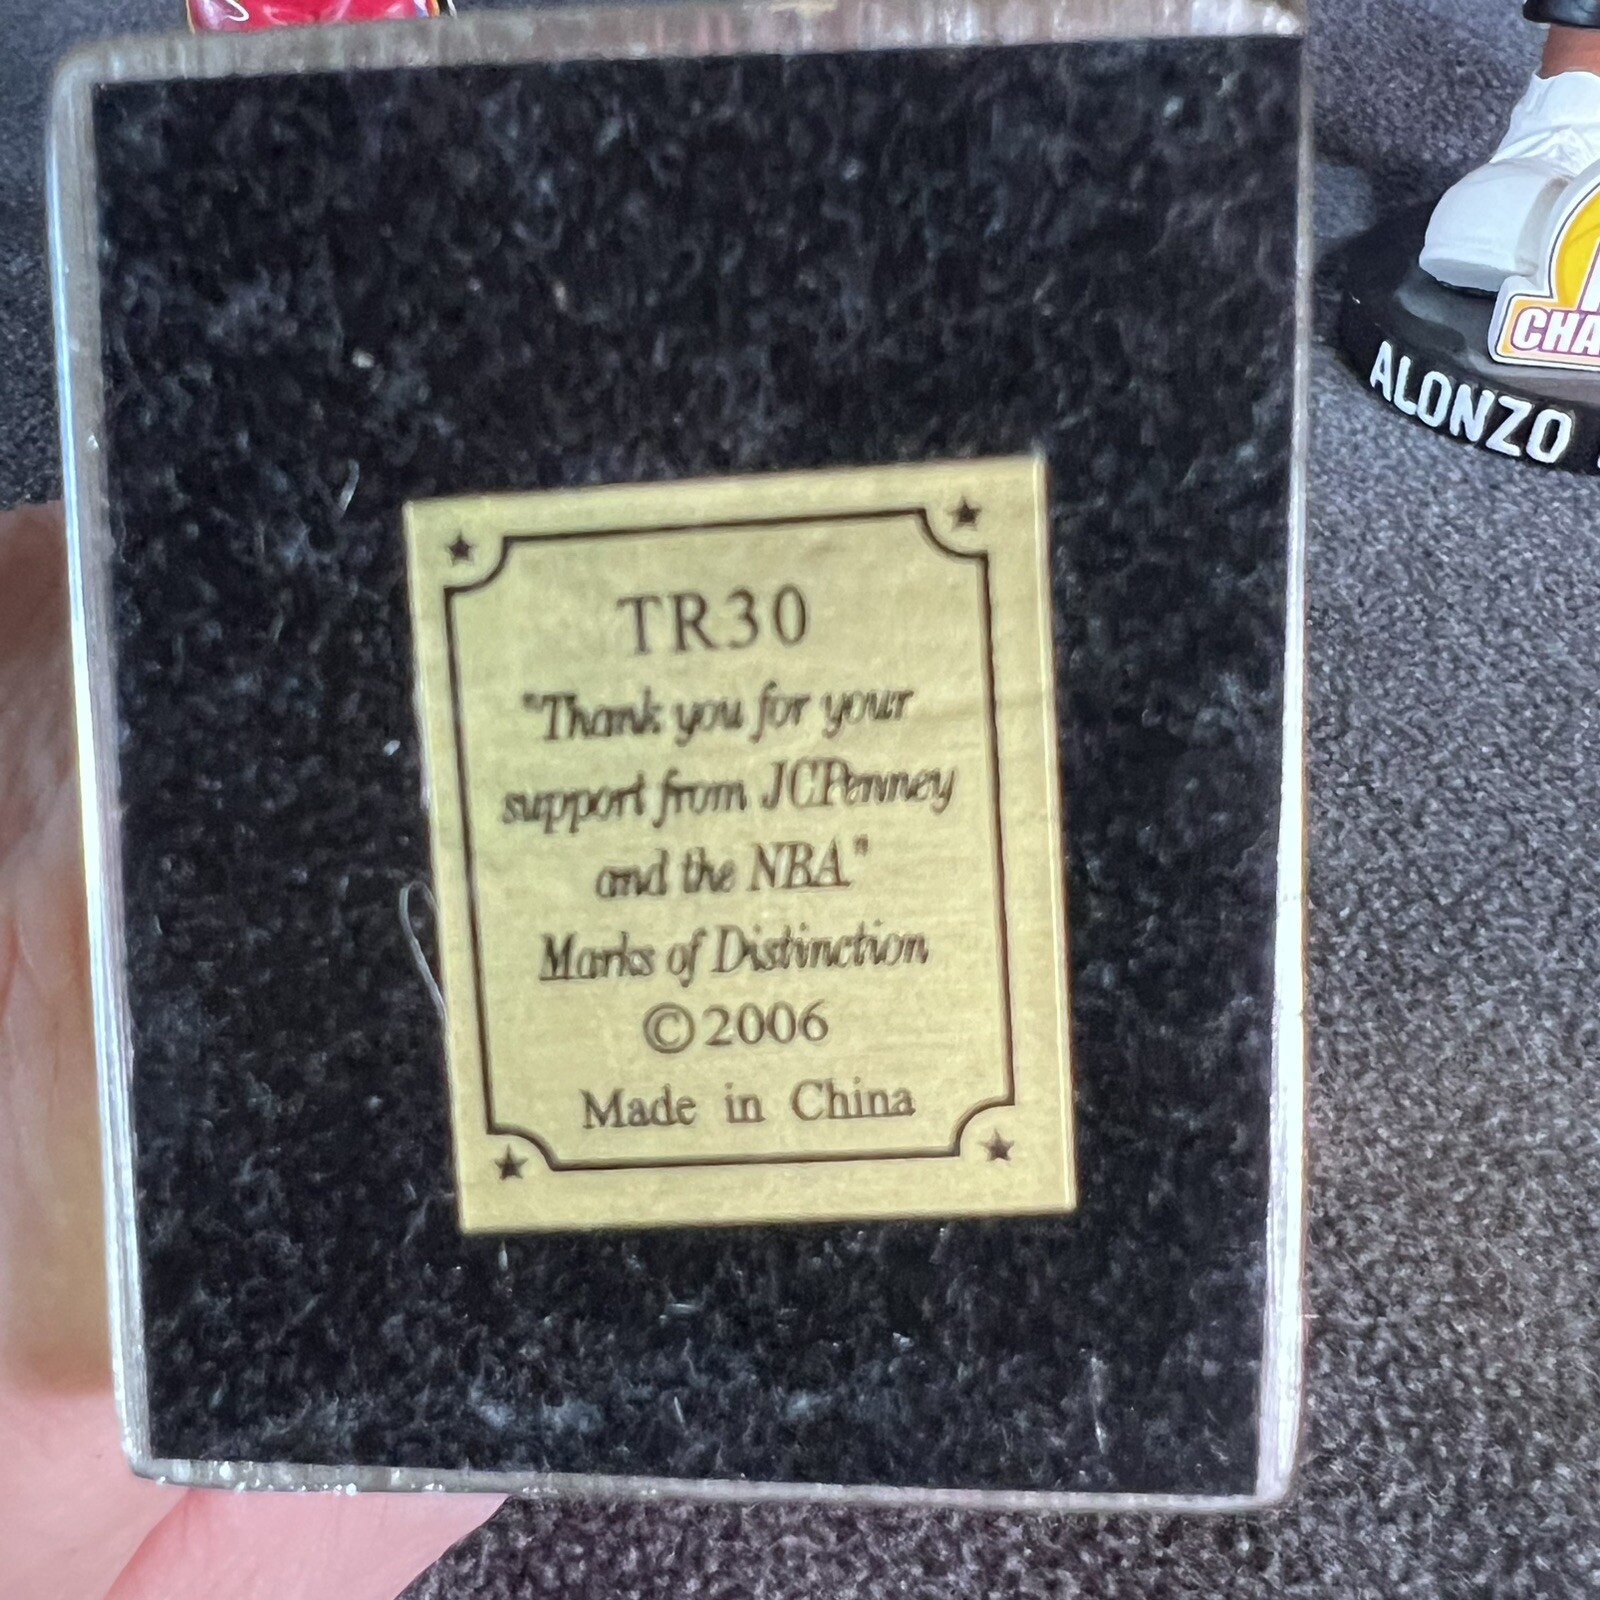 TR30
"Thank you for your
support from JCPenney
and the NBA"
Marks of Distinction
©2006
Made in China
CHA
ALONZO